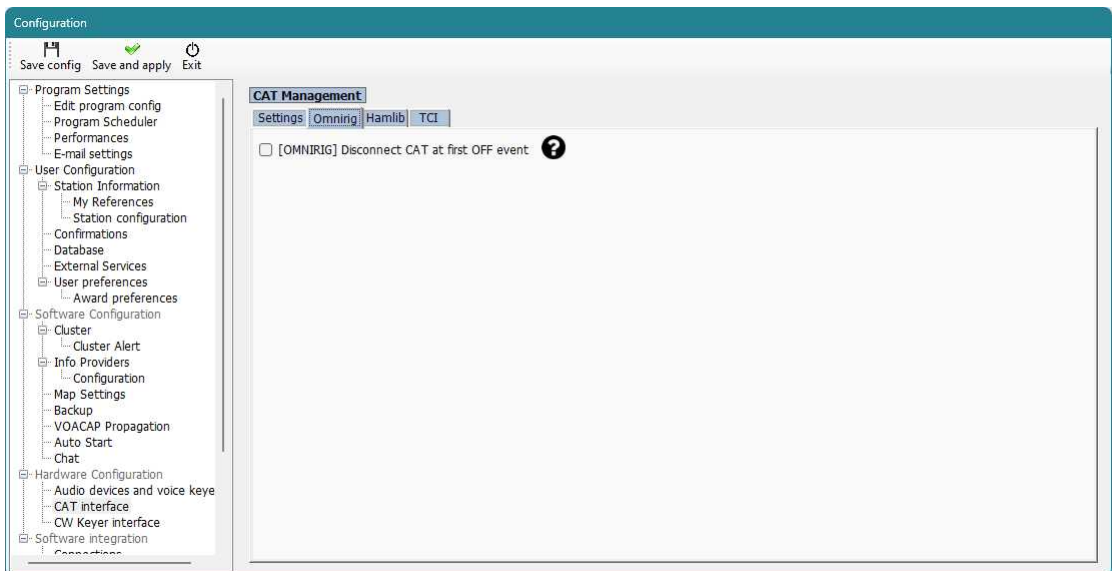 Configuration
Save config Save and apply Exit
Program Settings
Edit program config
Program Scheduler
Performances
E-mail settings
User Configuration
Station Information
My References
Station configuration
Confirmations
Database
External Services
User preferences
Award preferences
Software Configuration
Cluster
Cluster Alert
Info Providers
Configuration
Map Settings
Backup
VOACAP Propagation
Auto Start
Chat
Hardware Configuration
Audio devices and voice keye
CAT interface
CW Keyer interface
Software integration
Connections
CAT Management
Settings Omnirig Hamlib TCI
[OMNIRIG] Disconnect CAT at first OFF event ?